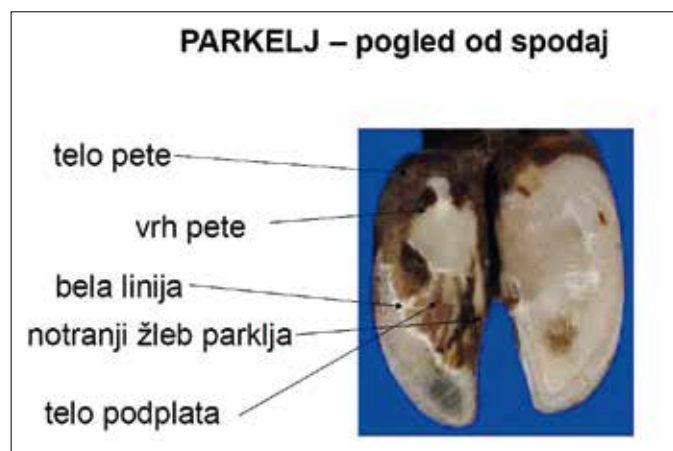 PARKELJ – pogled od spodaj
telo pete
vrh pete
bela linija
notranji žleb parklja
telo podplata